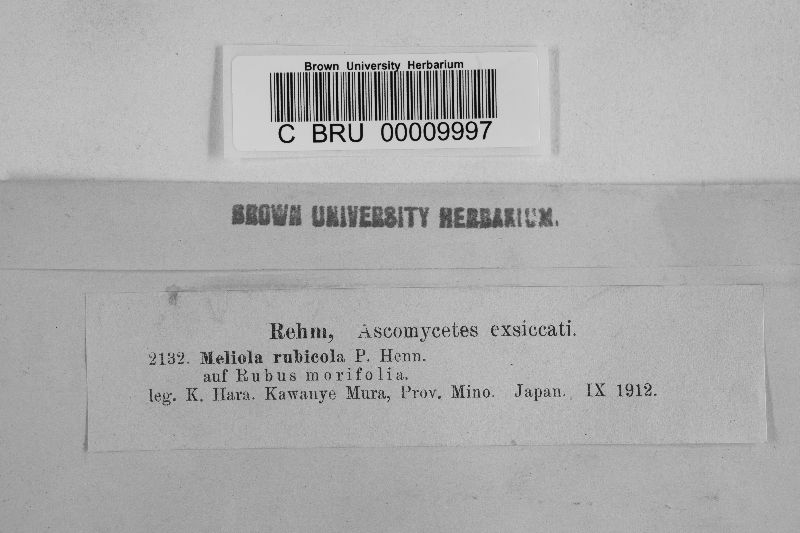 Brown University Herbarium
C BRU 00009997
BROWN UNIVERSITY HERBARIUM.
Rehm, Ascomycetes exsiccati.
2132. Meliola rubicola P. Henn.
auf Rubus morifolia.
leg. K. Hara. Kawauye Mura, Prov. Mino. Japan. IX 1912.